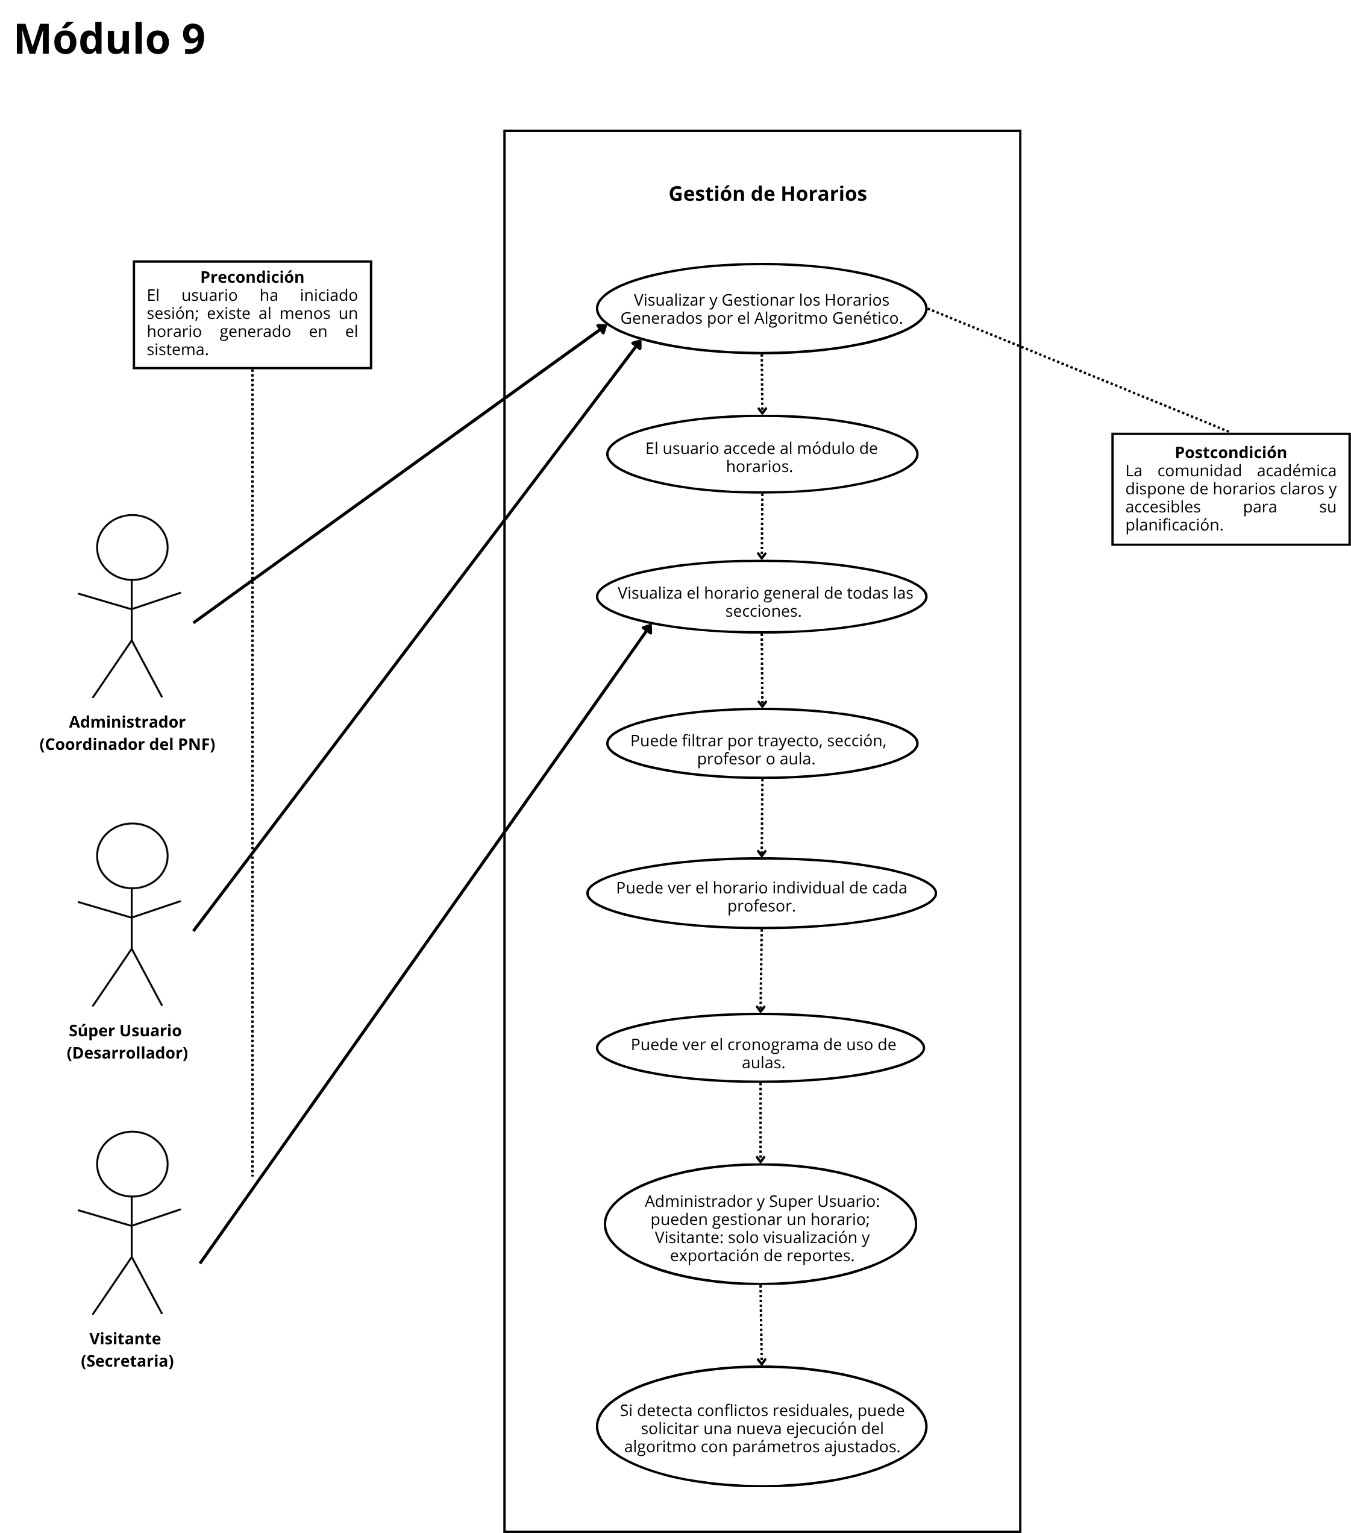 Módulo 9
Gestión de Horarios
Precondición
El usuario ha iniciado
sesión; existe al menos un
horario generado en el
sistema.
Visualizar y Gestionar los Horarios
Generados por el Algoritmo Genético.
El usuario accede al módulo de
horarios.
Postcondición
La comunidad académica
dispone de horarios claros y
accesibles para su
planificación.
Visualiza el horario general de todas las
secciones.
Administrador
(Coordinador del PNF)
Puede filtrar por trayecto, sección,
profesor o aula.
Puede ver el horario individual de cada
profesor.
Súper Usuario
(Desarrollador)
Puede ver el cronograma de uso de
aulas.
Administrador y Super Usuario:
pueden gestionar un horario;
Visitante: solo visualización y
exportación de reportes.
Visitante
(Secretaria)
Si detecta conflictos residuales, puede
solicitar una nueva ejecución del
algoritmo con parámetros ajustados.